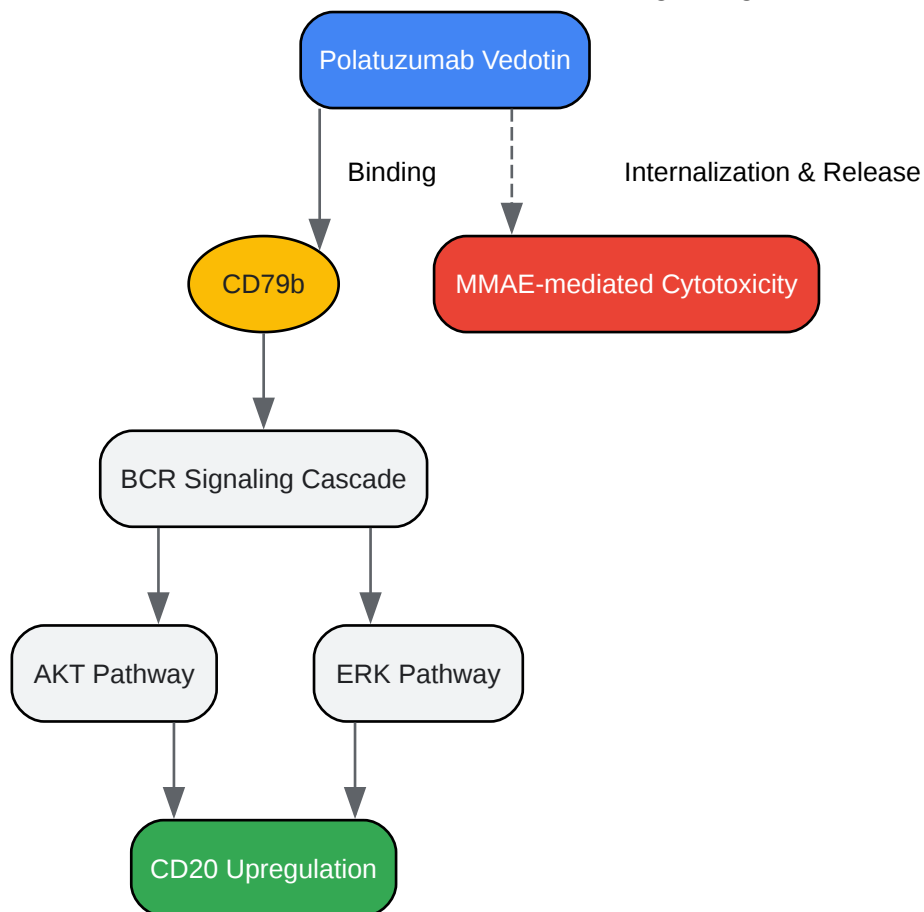 Polatuzumab Vedotin
Binding
Internalization & Release
CD79b
MMAE-mediated Cytotoxicity
BCR Signaling Cascade
AKT Pathway
ERK Pathway
CD20 Upregulation